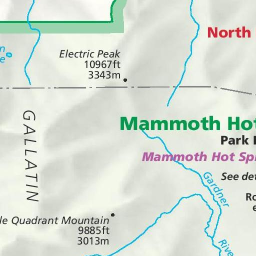 North
Electric Peak
10967ft
3343m
Mammoth Hot
Park
Mammoth Hot Spr
See det
GALLATIN
Gardner
Ro
e
le Quadrant Mountain
9885ft
3013m
River